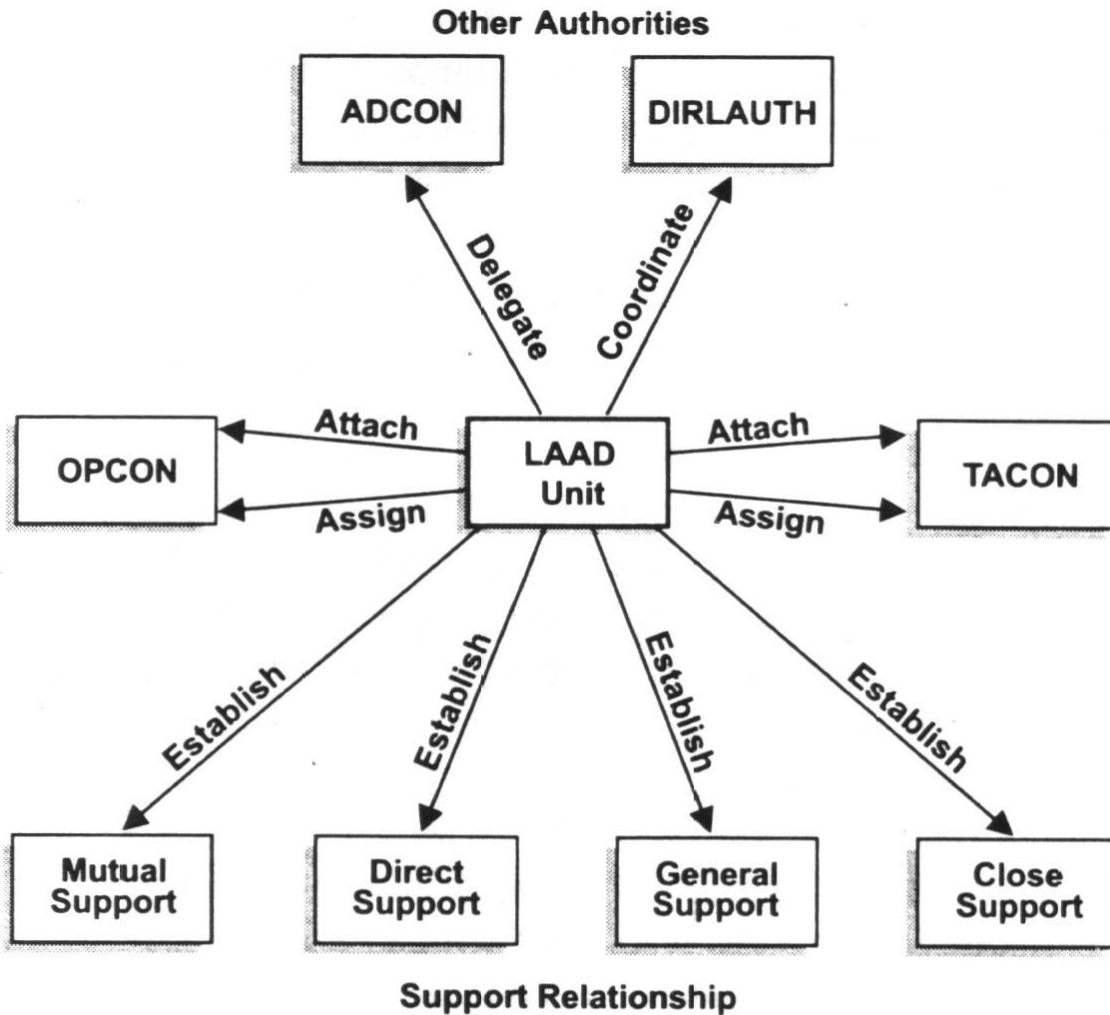 Other Authorities
ADCON
DIRLAUTH
Delegate
Coordinate
Attach
Attach
OPCON
LAAD
Unit
TACON
Assign
Assign
Establish
Establish
Establish
Establish
Mutual
Support
Direct
Support
General
Support
Close
Support
Support Relationship